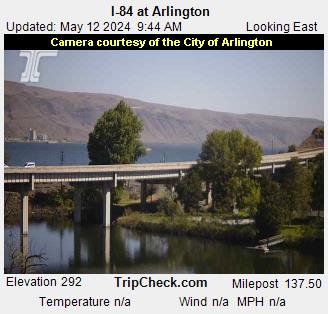 I-84 at Arlington
Updated: May 12 2024 9:44 AM Looking East
Camera courtesy of the City of Arlington
Elevation 292 TripCheck.com Milepost 137.50
Temperature n/a Wind n/a MPH n/a